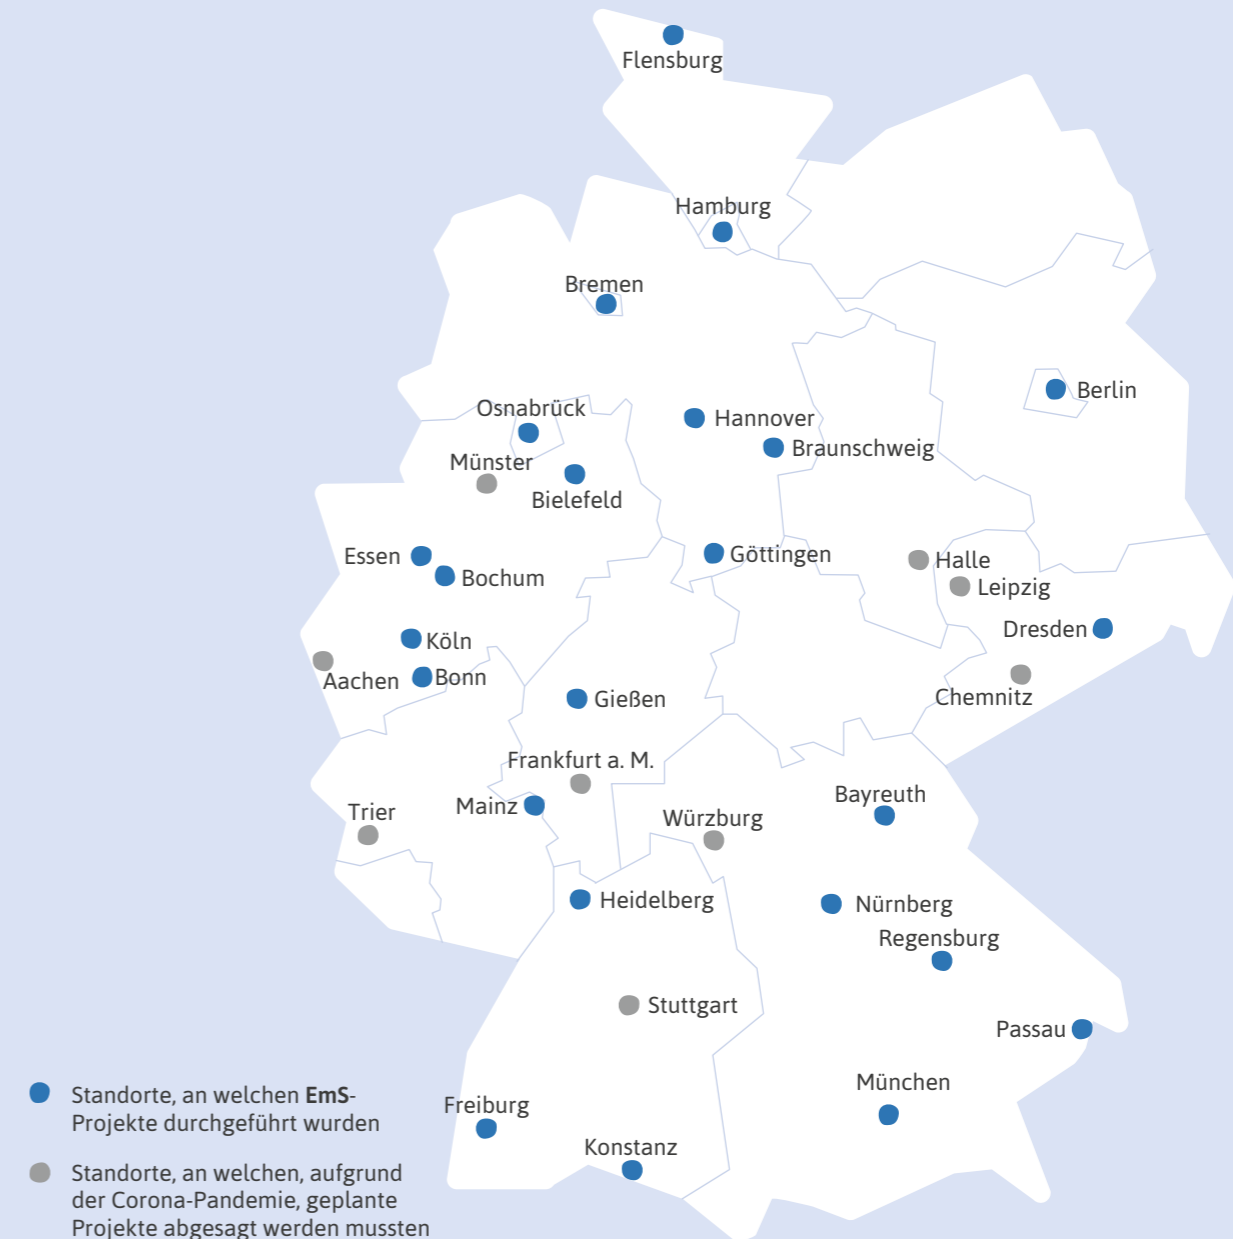 Flensburg
Hamburg
Bremen
Berlin
Osnabrück
Hannover
Braunschweig
Münster
Bielefeld
Essen
Göttingen
Halle
Bochum
Leipzig
Dresden
Köln
Aachen
Bonn
Chemnitz
Gießen
Frankfurt a. M.
Bayreuth
Mainz
Trier
Würzburg
Heidelberg
Nürnberg
Regensburg
Stuttgart
Passau
München
Freiburg
Konstanz
Standorte, an welchen EmS-
Projekte durchgeführt wurden
Standorte, an welchen, aufgrund
der Corona-Pandemie, geplante
Projekte abgesagt werden mussten